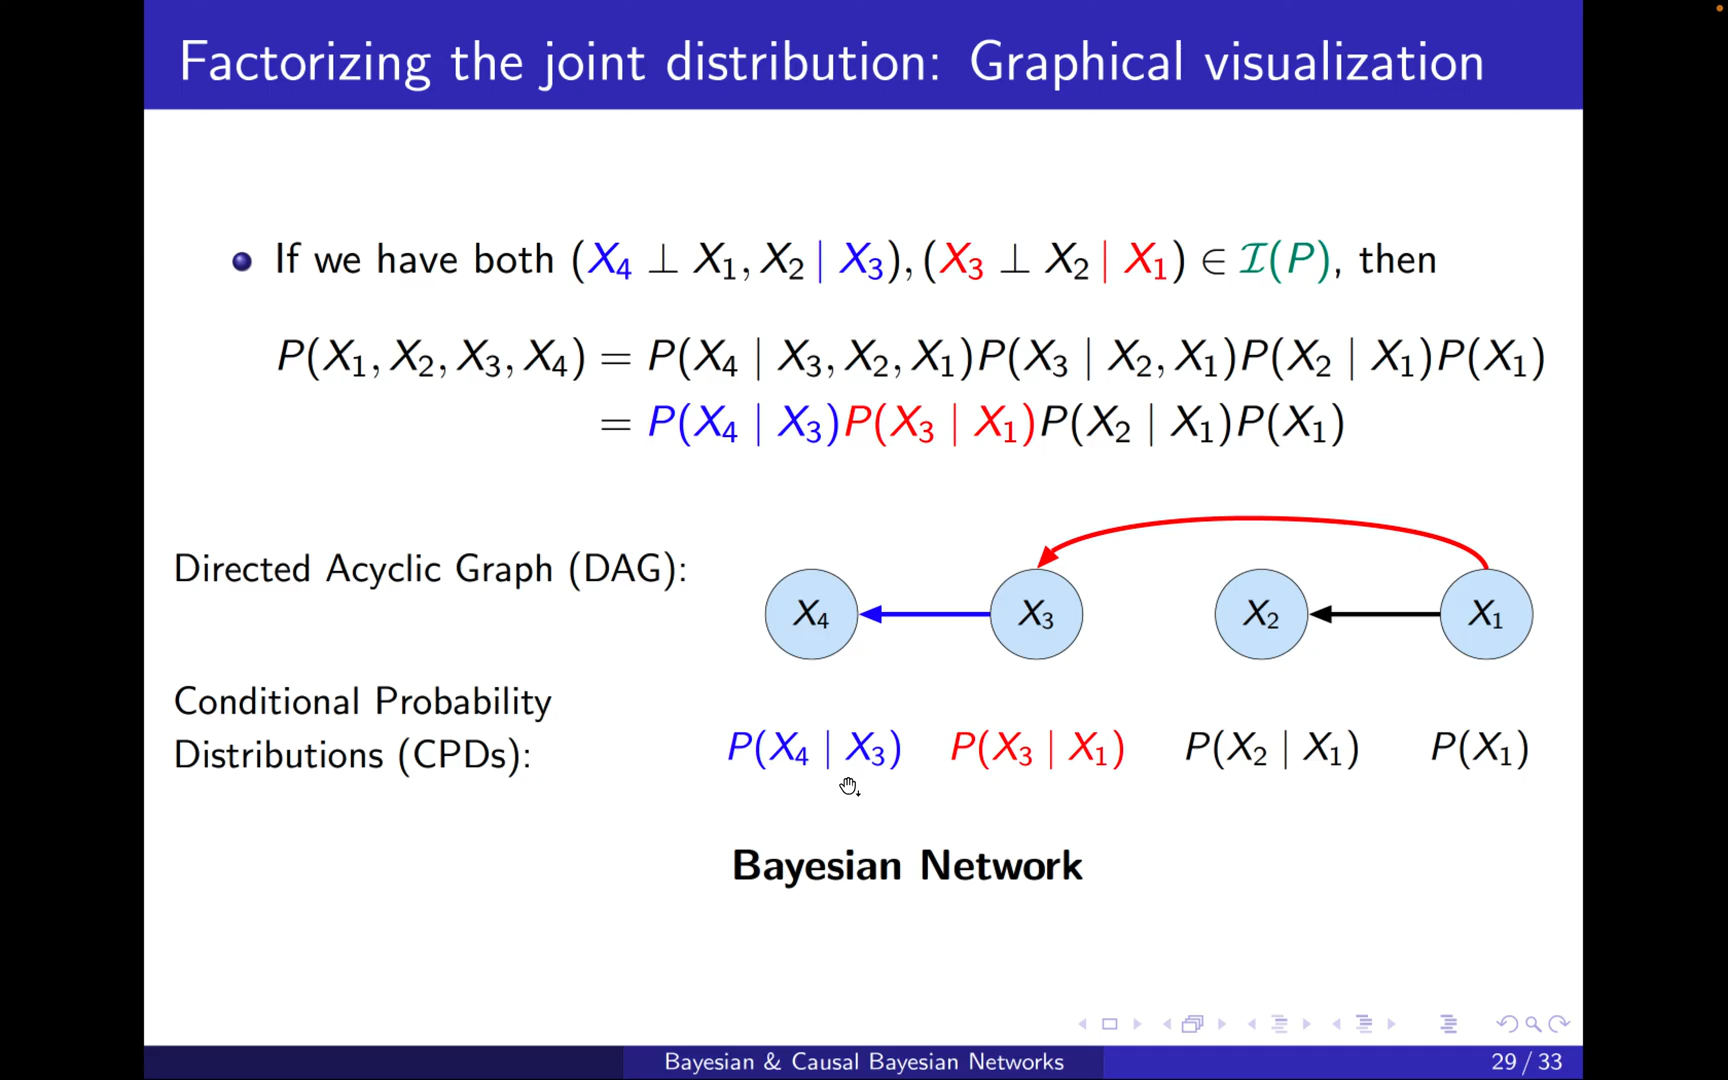 Factorizing the joint distribution: Graphical visualization
If we have both (X₄ ⊥ X₁, X₂ | X₃), (X₃ ⊥ X₂ | X₁) ∈ ℐ(P), then
P(X₁, X₂, X₃, X₄) = P(X₄ | X₃, X₂, X₁)P(X₃ | X₂, X₁)P(X₂ | X₁)P(X₁)
= P(X₄ | X₃)P(X₃ | X₁)P(X₂ | X₁)P(X₁)
Directed Acyclic Graph (DAG):
X₄ X₃ X₂ X₁
Conditional Probability
Distributions (CPDs):
P(X₄ | X₃) P(X₃ | X₁) P(X₂ | X₁) P(X₁)
Bayesian Network
Bayesian & Causal Bayesian Networks
29 / 33